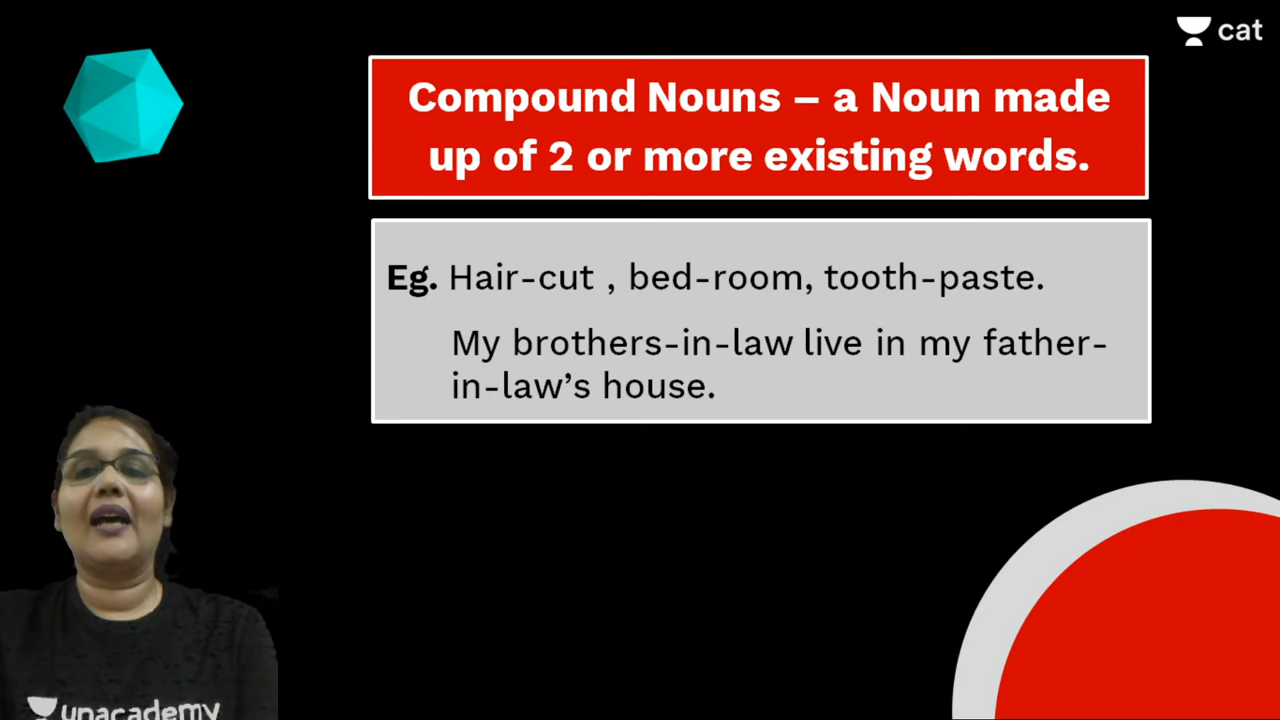 cat
Compound Nouns – a Noun made
up of 2 or more existing words.
Eg. Hair-cut , bed-room, tooth-paste.
My brothers-in-law live in my father-
in-law’s house.
unacademy